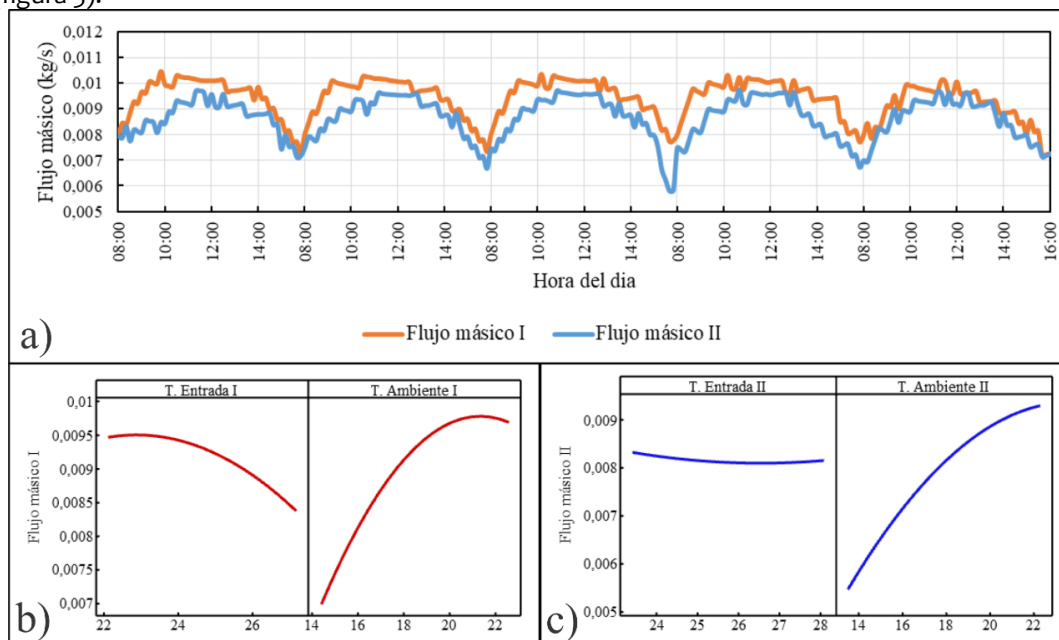 igura 5).
0,012
0,011
0,01
0,009
0,008
0,007
0,006
0,005
Flujo másico (kg/s)
08:00 10:00 12:00 14:00 08:00 10:00 12:00 14:00 08:00 10:00 12:00 14:00 08:00 10:00 12:00 14:00 08:00 10:00 12:00 14:00 16:00
Hora del dia
a)
Flujo másico I
Flujo másico II
T. Entrada I
T. Ambiente I
0,01
0,0095
0,009
0,0085
0,008
0,007
Flujo másico I
22 24 26 14 16 18 20 22
b)
T. Entrada II
T. Ambiente II
0,009
0,008
0,007
0,006
0,005
Flujo másico II
23 24 26 27 28 14 16 18 20 22
c)